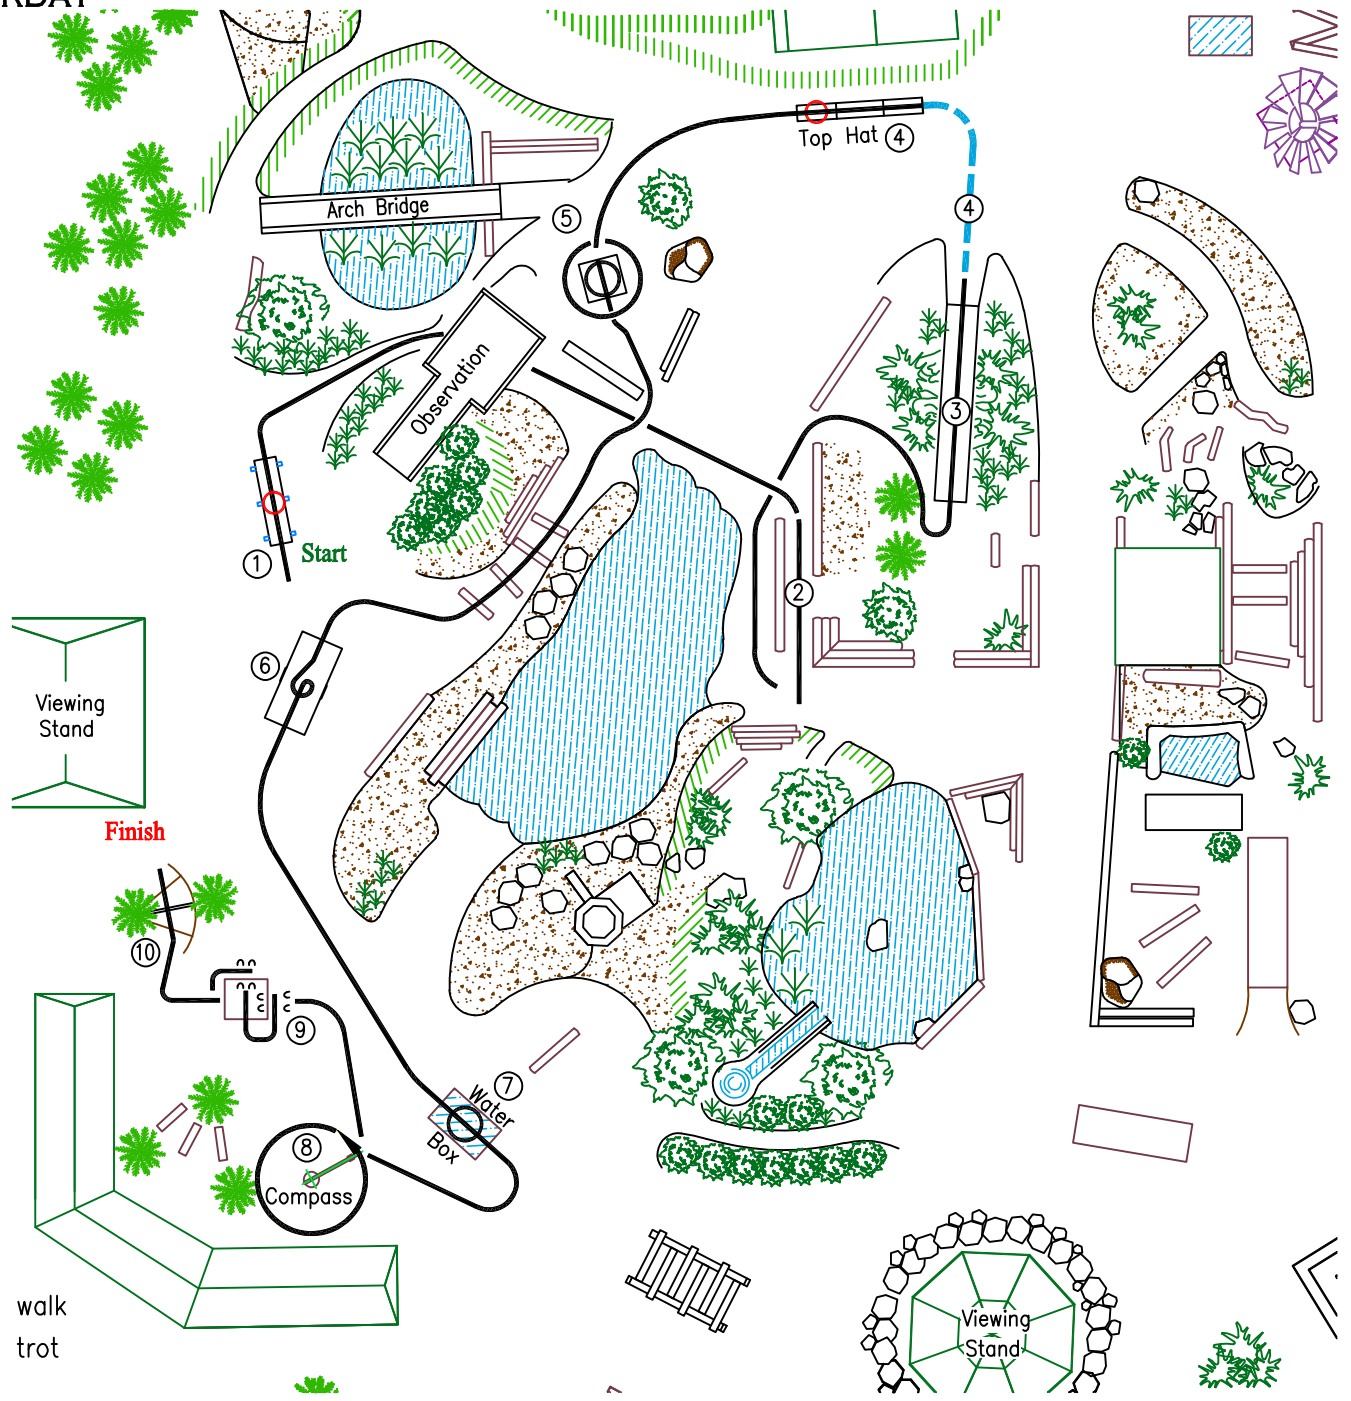 Top Hat 4
Arch Bridge
5
4
Observation
3
1
Start
2
6
Viewing
Stand
Finish
10
9
7
Water
Box
8
Compass
walk
trot
Viewing
Stand